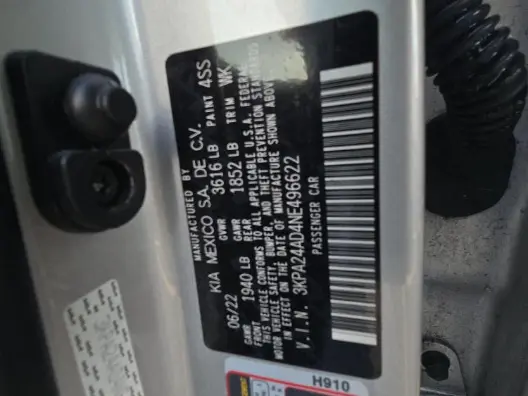 MANUFACTURED BY
KIA MEXICO S.A. DE C.V.
06/22 GVWR 3616 LB PAINT 4SS
1940 LB GAWR REAR 1852 LB TRIM WK
THIS VEHICLE CONFORMS TO ALL APPLICABLE U.S.A. FEDERAL
MOTOR VEHICLE SAFETY, BUMPER, AND THEFT PREVENTION STANDARDS
IN EFFECT ON THE DATE OF MANUFACTURE SHOWN ABOVE
V.I.N. 3KPA24AD4NE496622
PASSENGER CAR
H910